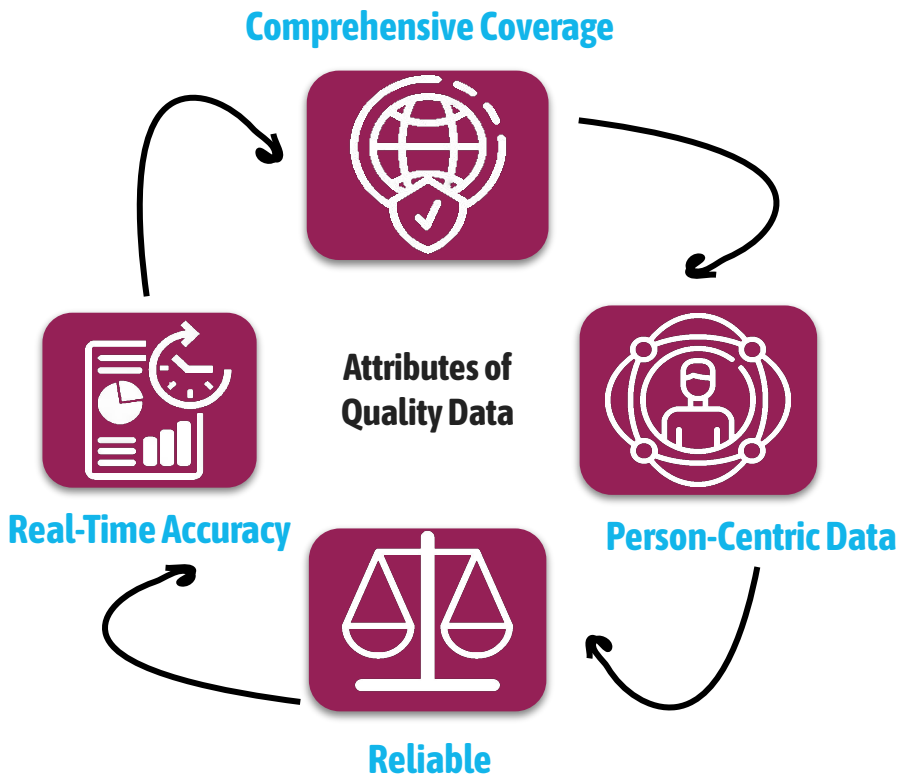 Comprehensive Coverage
Attributes of
Quality Data
Real-Time Accuracy
Person-Centric Data
Reliable